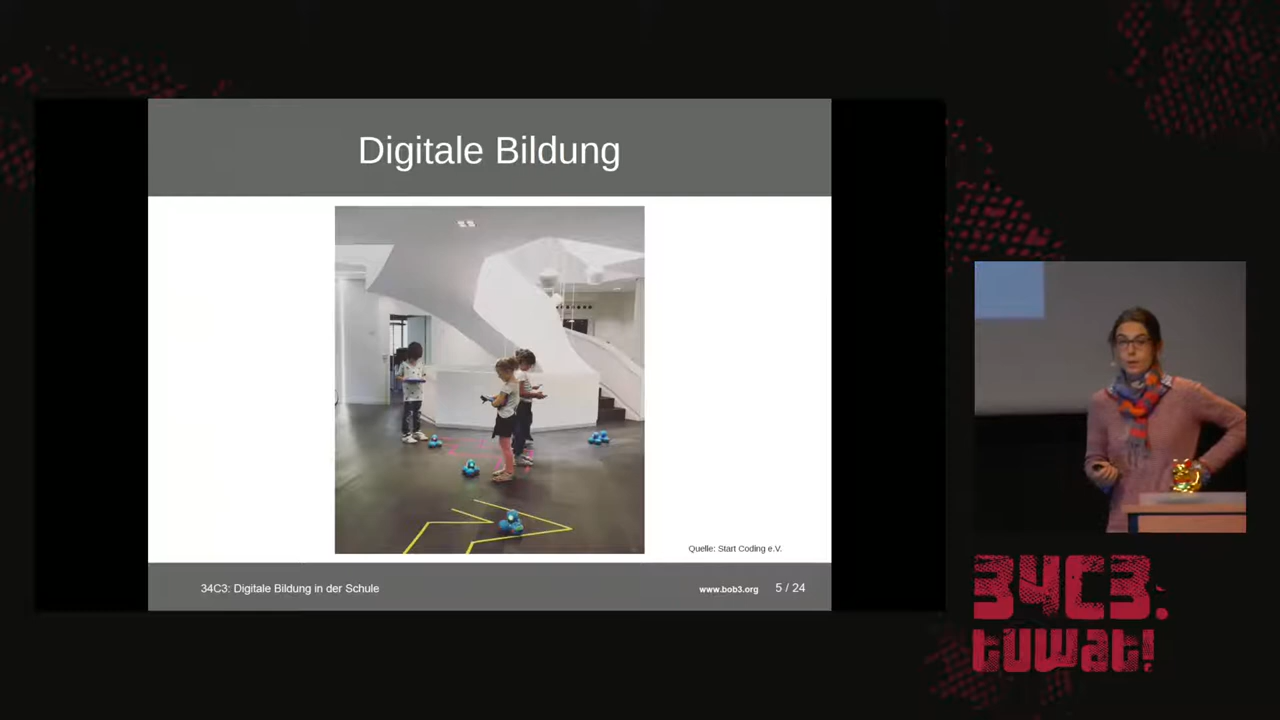 Digitale Bildung
Quelle: Start Coding e.V.
34C3: Digitale Bildung in der Schule
www.bob3.org
5 / 24
34C3:
tuwat!